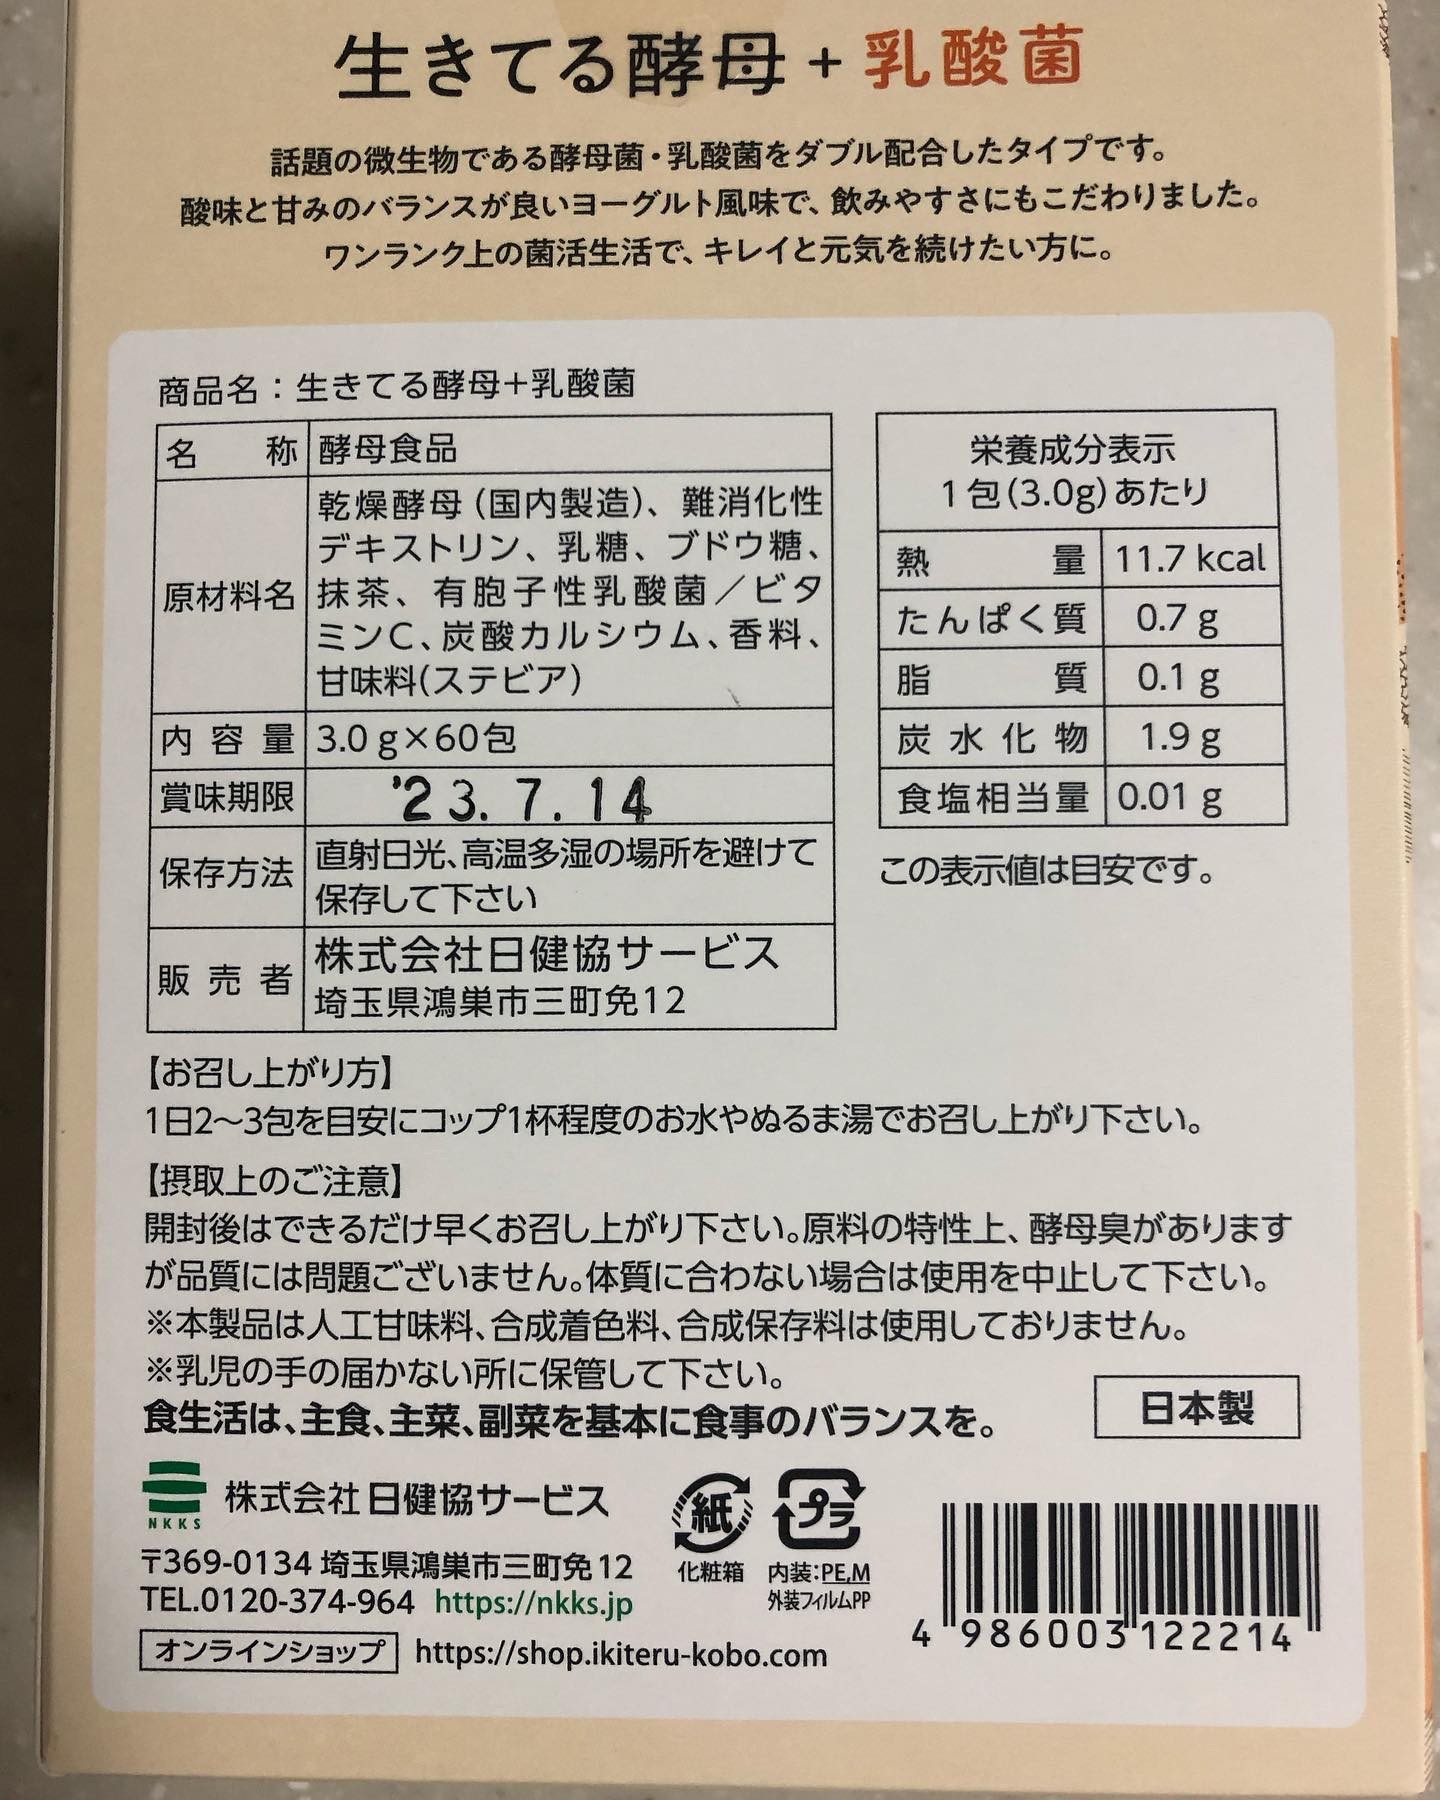 生きてる酵母+乳酸菌
話題の微生物である酵母菌・乳酸菌をダブル配合したタイプです。
酸味と甘みのバランスが良いヨーグルト風味で、飲みやすさにもこだわりました。
ワンランク上の菌活生活で、キレイと元気を続けたい方に。
商品名：生きてる酵母＋乳酸菌
名称 酵母食品
原材料名
乾燥酵母(国内製造)、難消化性
デキストリン、乳糖、ブドウ糖、
抹茶、有胞子性乳酸菌／ビタ
ミンC、炭酸カルシウム、香料、
甘味料(ステビア)
内容量 3.0g×60包
賞味期限 '23.7.14
保存方法
直射日光、高温多湿の場所を避けて
保存して下さい
販売者
株式会社日健協サービス
埼玉県鴻巣市三町免12
栄養成分表示
1包(3.0g)あたり
熱量 11.7 kcal
たんぱく質 0.7 g
脂質 0.1 g
炭水化物 1.9 g
食塩相当量 0.01 g
この表示値は目安です。
【お召し上がり方】
1日2〜3包を目安にコップ1杯程度のお水やぬるま湯でお召し上がり下さい。
【摂取上のご注意】
開封後はできるだけ早くお召し上がり下さい。原料の特性上、酵母臭があります
が品質には問題ございません。体質に合わない場合は使用を中止して下さい。
※本製品は人工甘味料、合成着色料、合成保存料は使用しておりません。
※乳児の手の届かない所に保管して下さい。
食生活は、主食、主菜、副菜を基本に食事のバランスを。
日本製
NKKS
株式会社日健協サービス
〒369-0134 埼玉県鴻巣市三町免12
TEL.0120-374-964 https://nkks.jp
オンラインショップ https://shop.ikiteru-kobo.com
紙
化粧箱
プラ
内装:PE,M
外装フィルムPP
4 986003 122214